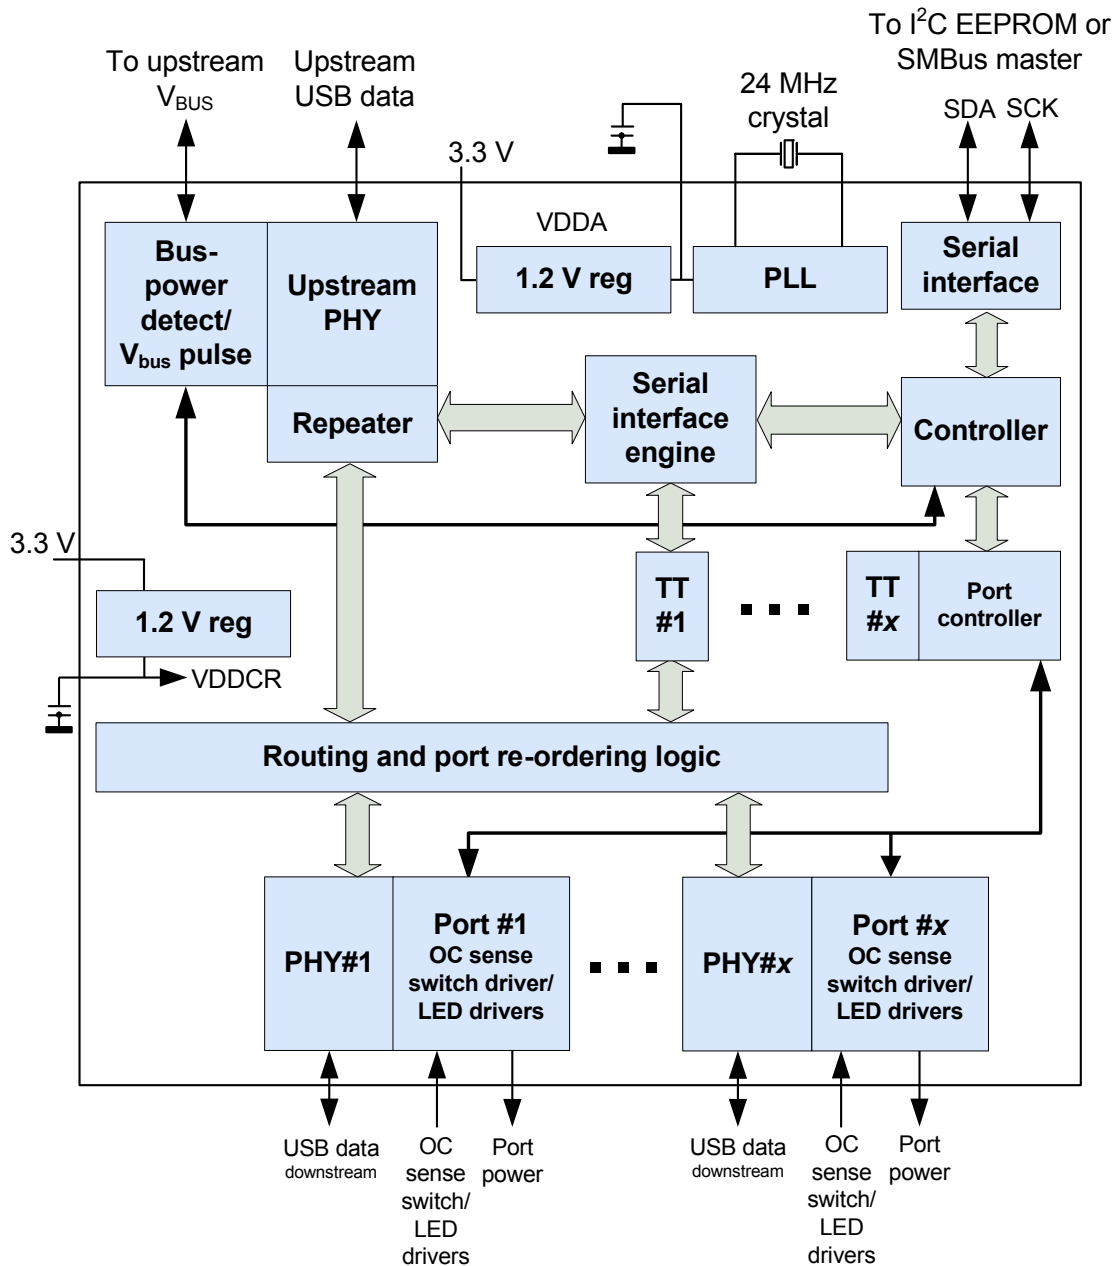 To I²C EEPROM or
SMBus master
To upstream
V_BUS
Upstream
USB data
24 MHz
crystal
SDA
SCK
3.3 V
VDDA
Bus-
power
detect/
V_bus pulse
Upstream
PHY
1.2 V reg
PLL
Serial
interface
Repeater
Serial
interface
engine
Controller
3.3 V
1.2 V reg
VDDCR
TT
#1
TT
#x
Port
controller
Routing and port re-ordering logic
PHY#1
Port #1
OC sense
switch driver/
LED drivers
PHY#x
Port #x
OC sense
switch driver/
LED drivers
USB data
downstream
OC
sense
switch/
LED
drivers
Port
power
USB data
downstream
OC
sense
switch/
LED
drivers
Port
power